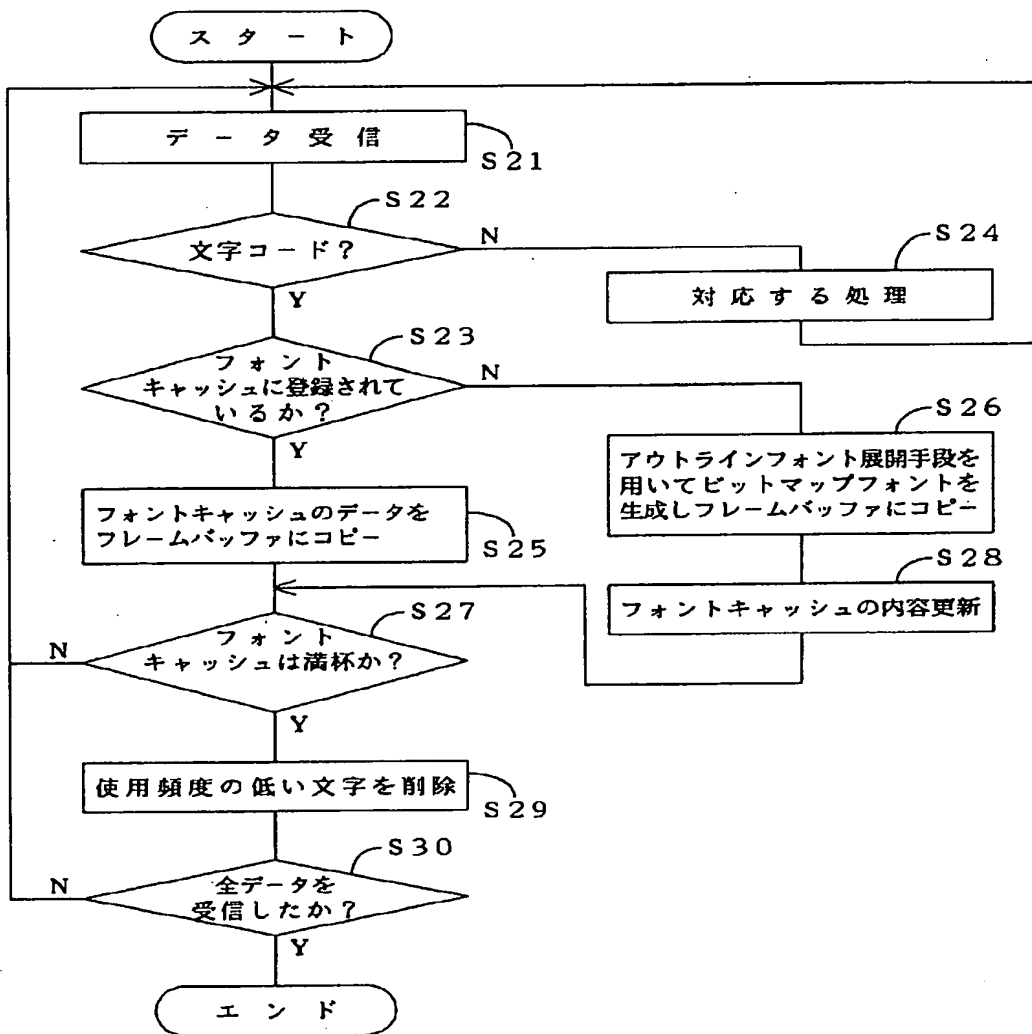 スタート
データ受信
S21
S22
文字コード?
N
Y
S24
対応する処理
S23
フォント
キャッシュに登録されて
いるか?
N
Y
S26
アウトラインフォント展開手段を
用いてビットマップフォントを
生成しフレームバッファにコピー
フォントキャッシュのデータを
フレームバッファにコピー
S25
S28
フォントキャッシュの内容更新
S27
フォント
キャッシュは満杯か?
N
Y
使用頻度の低い文字を削除
S29
S30
全データを
受信したか?
N
Y
エンド